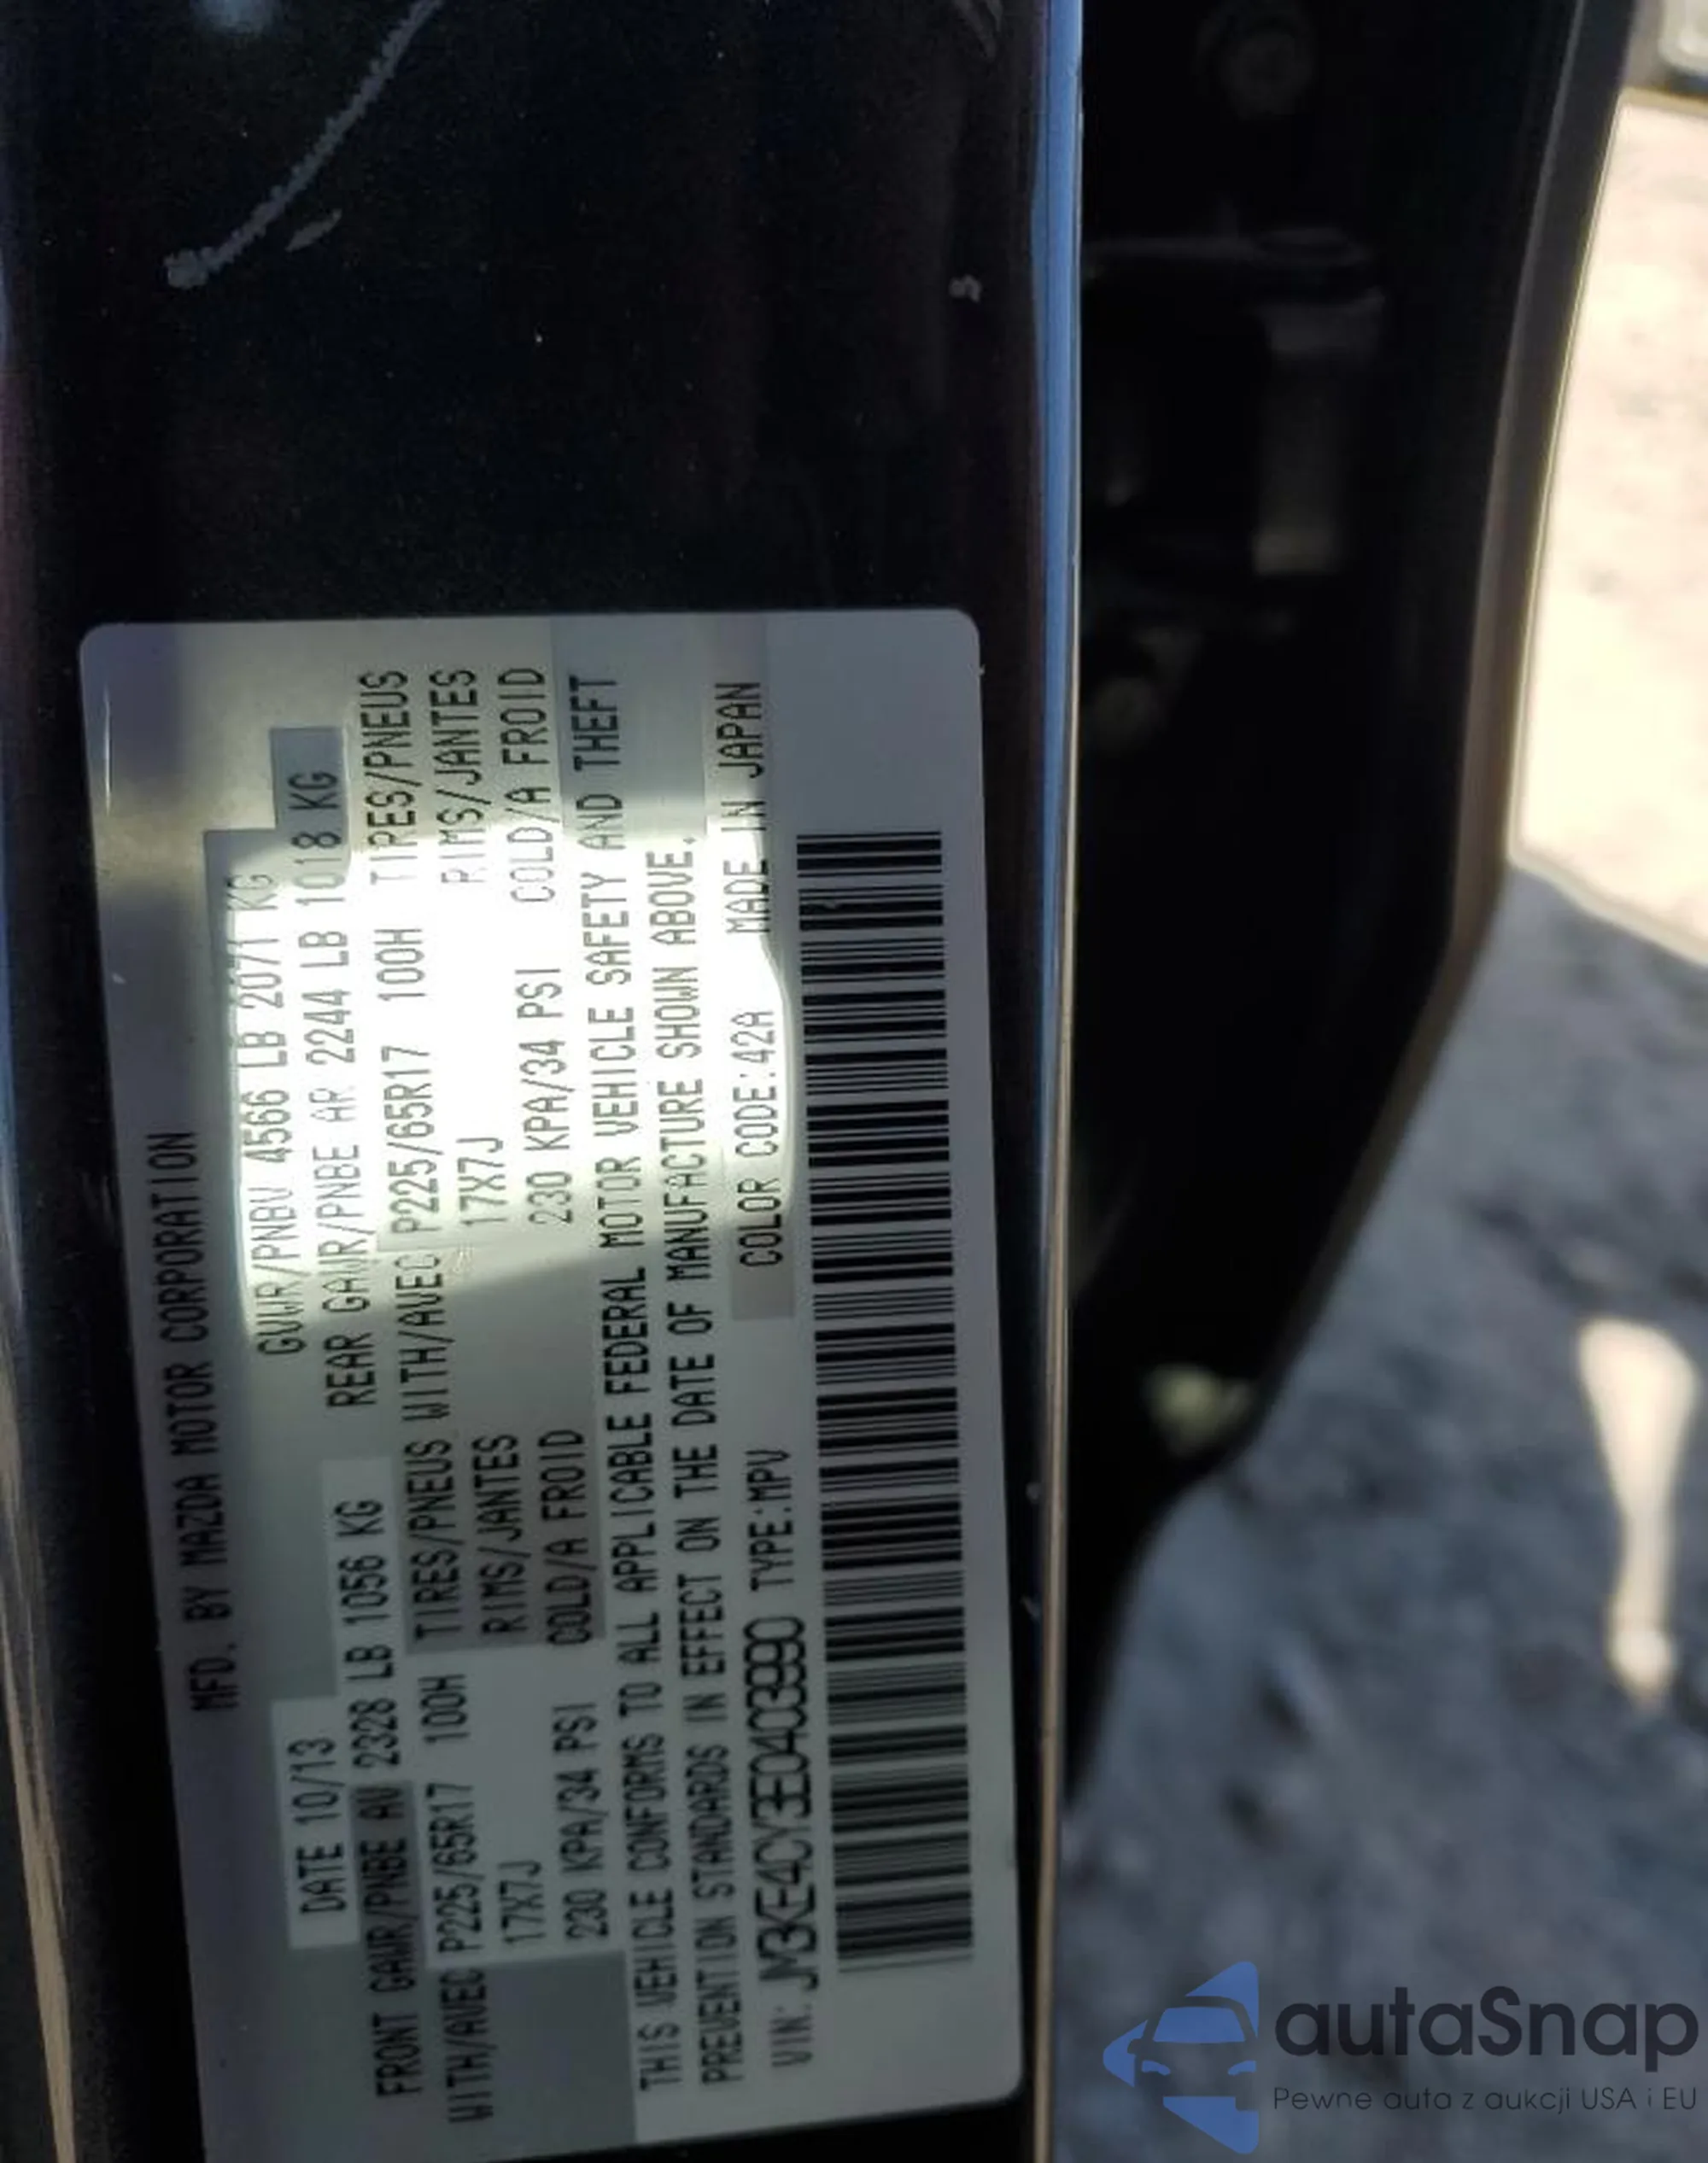 MFD. BY MAZDA MOTOR CORPORATION
DATE 10/13 GVWR/PNBV 4566 LB 2071 KG
FRONT GAWR/PNBE AV 2328 LB 1056 KG REAR GAWR/PNBE AR 2244 LB 1018 KG
WITH/AVEC P225/65R17 100H TIRES/PNEUS WITH/AVEC P225/65R17 100H TIRES/PNEUS
17X7J RIMS/JANTES 17X7J RIMS/JANTES
230 KPA/34 PSI COLD/A FROID 230 KPA/34 PSI COLD/A FROID
THIS VEHICLE CONFORMS TO ALL APPLICABLE FEDERAL MOTOR VEHICLE SAFETY AND THEFT
PREVENTION STANDARDS IN EFFECT ON THE DATE OF MANUFACTURE SHOWN ABOVE.
VIN: JM3KE4CY3E0403990 TYPE:MPV COLOR CODE:42A MADE IN JAPAN
autaSnap
Pewne auta z aukcji USA i EU